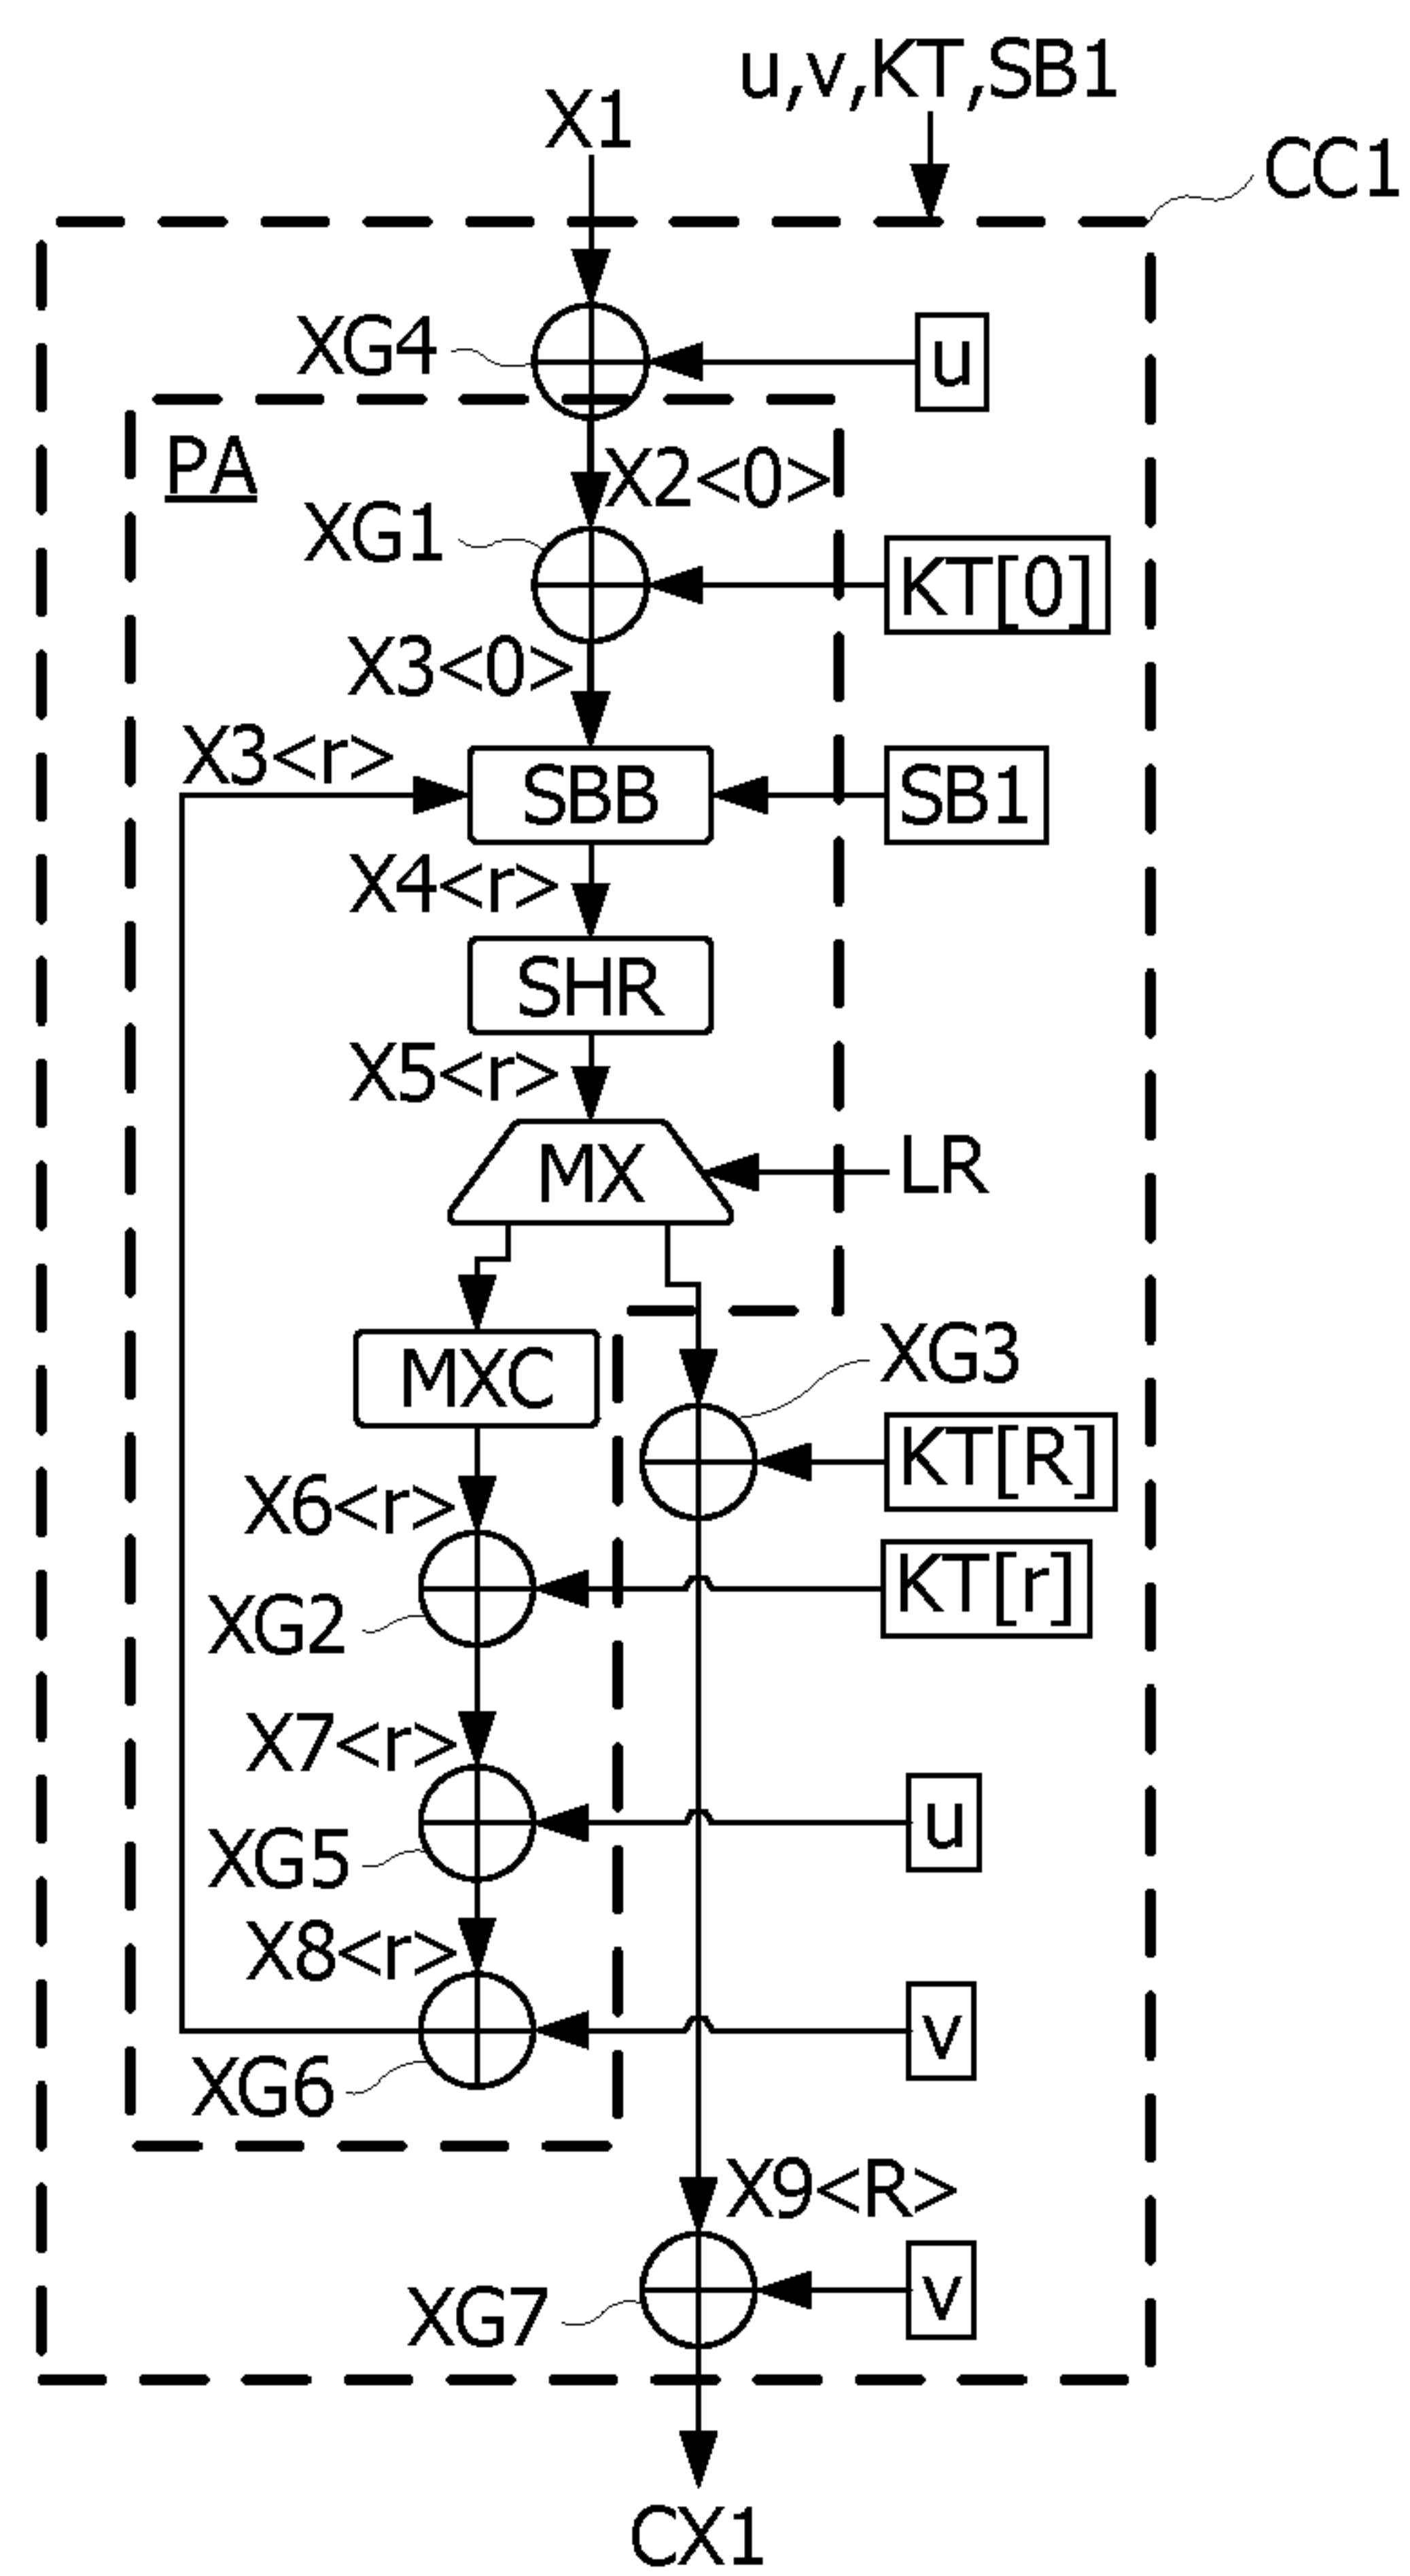 u,v,KT,SB1
X1
CC1
XG4
u
PA
X2<0>
XG1
KT[0]
X3<0>
X3<r>
SBB
SB1
X4<r>
SHR
X5<r>
MX
LR
XG3
MXC
KT[R]
X6<r>
KT[r]
XG2
X7<r>
u
XG5
X8<r>
v
XG6
X9<R>
v
XG7
CX1